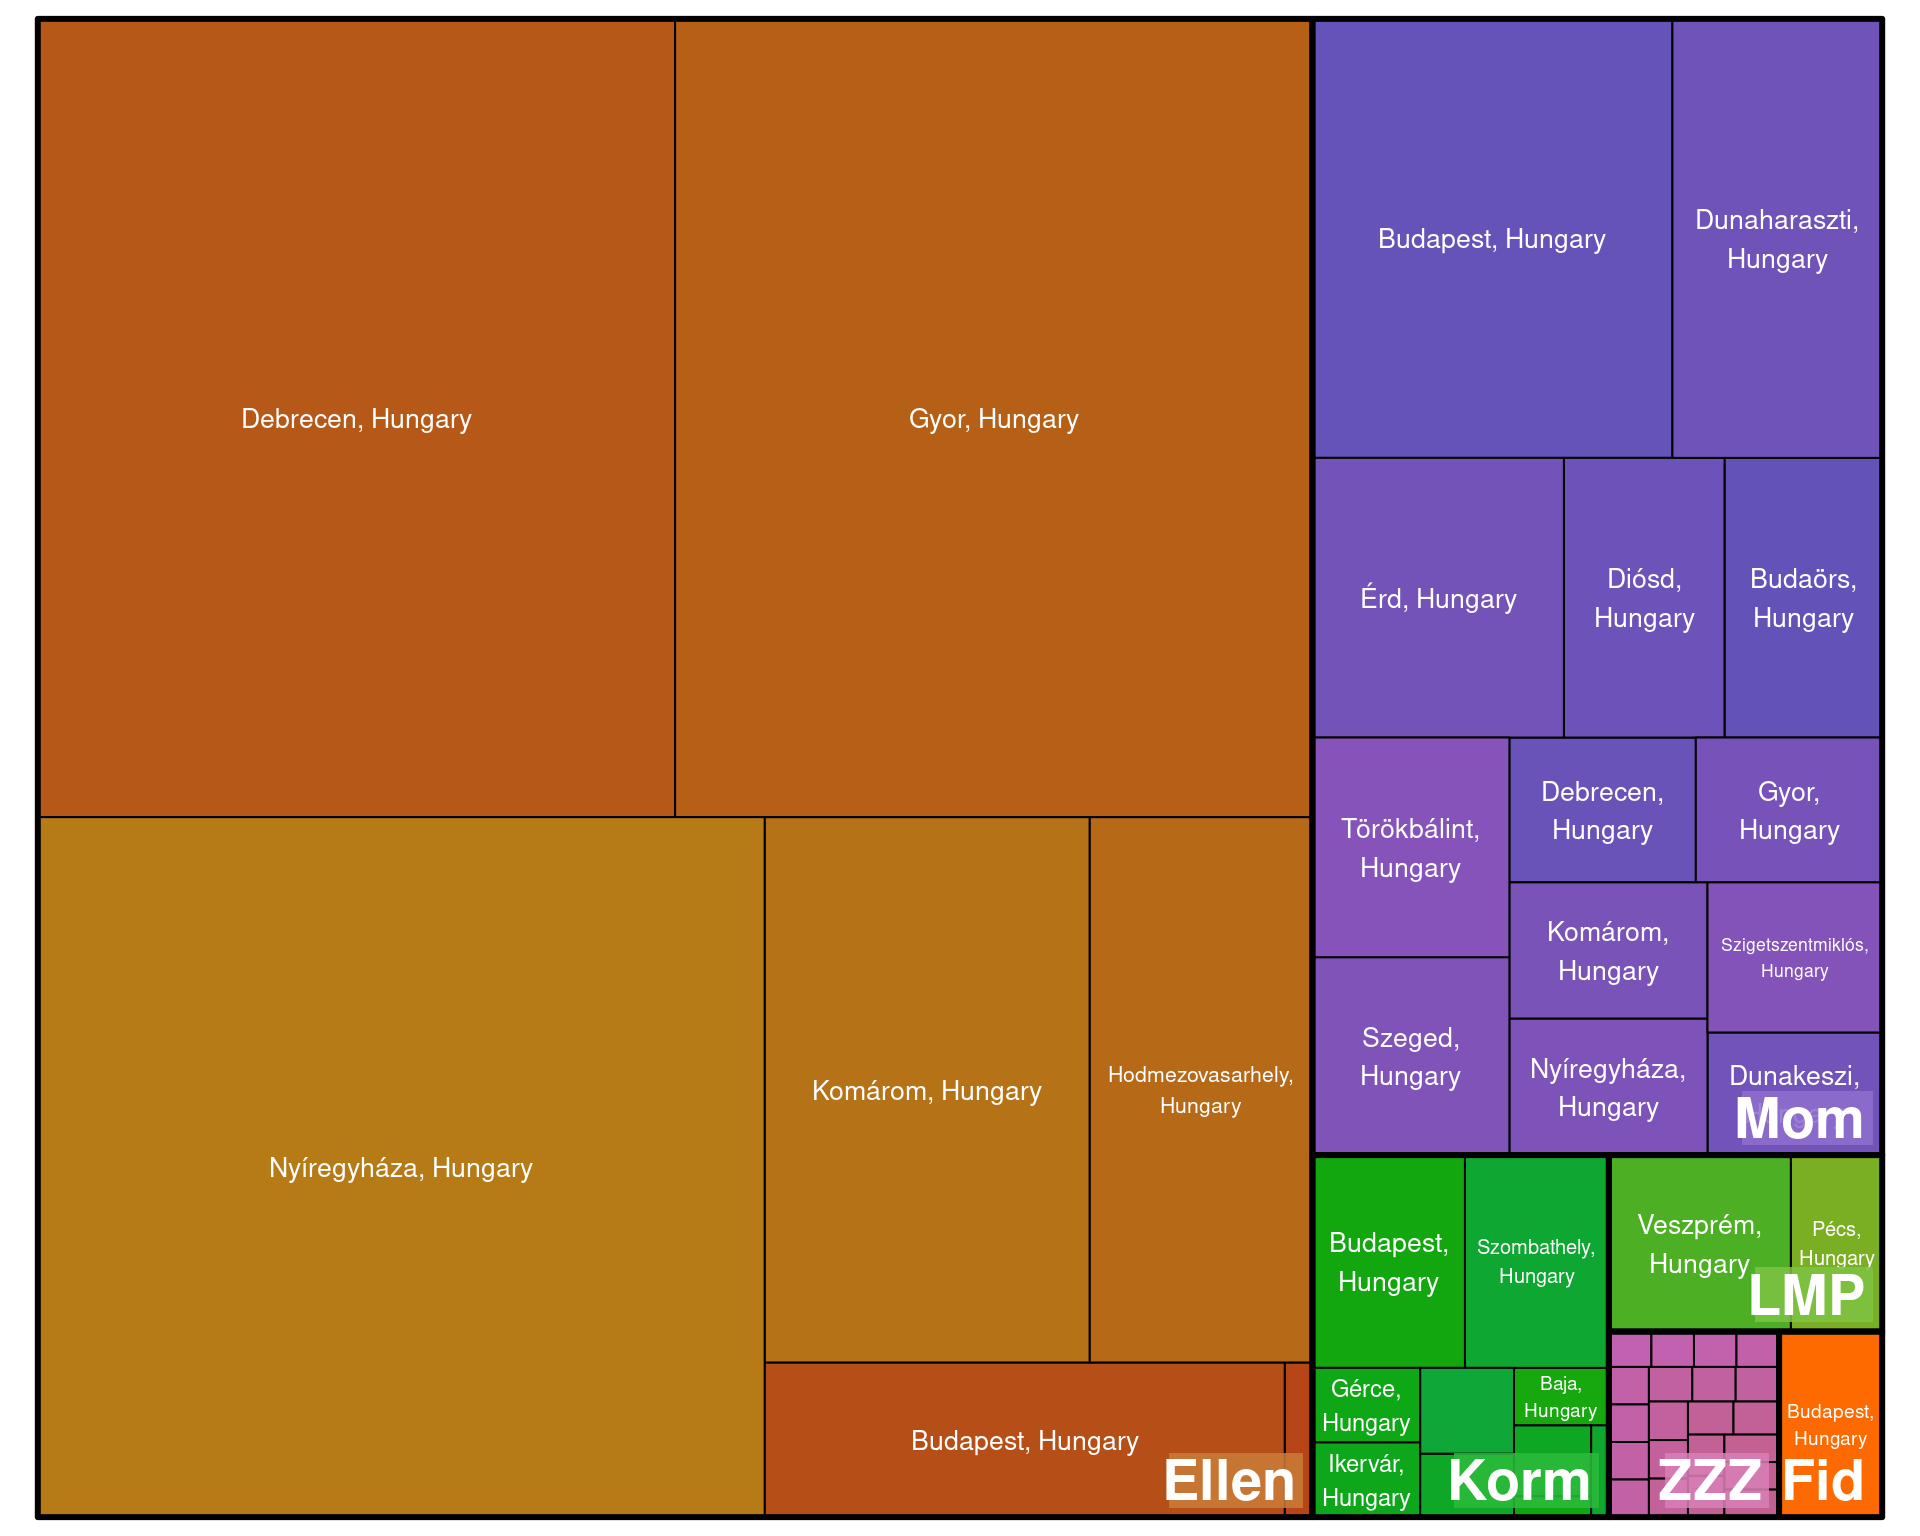 Debrecen, Hungary
Gyor, Hungary
Nyíregyháza, Hungary
Komárom, Hungary
Hodmezovasarhely,
Hungary
Budapest, Hungary
Ellen
Budapest, Hungary
Dunaharaszti,
Hungary
Érd, Hungary
Diósd,
Hungary
Budaörs,
Hungary
Törökbálint,
Hungary
Debrecen,
Hungary
Gyor,
Hungary
Szeged,
Hungary
Komárom,
Hungary
Szigetszentmiklós,
Hungary
Nyíregyháza,
Hungary
Dunakeszi,
Mom
Budapest,
Hungary
Szombathely,
Hungary
Gérce,
Hungary
Baja,
Hungary
Ikervár,
Hungary
Korm
Veszprém,
Hungary
Pécs,
Hungary
LMP
ZZZ
Budapest,
Hungary
Fid